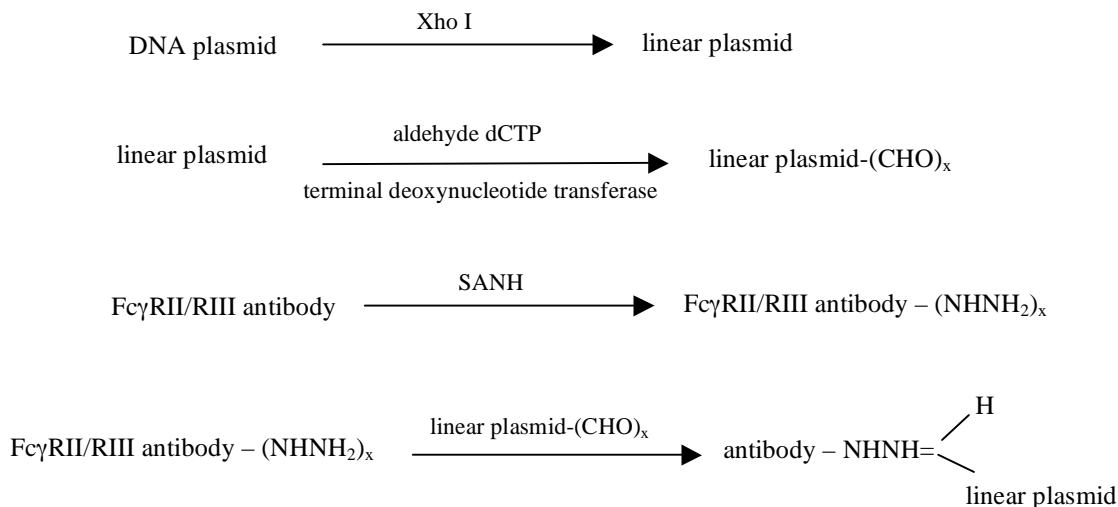 Xho I
DNA plasmid linear plasmid
aldehyde dCTP
linear plasmid linear plasmid-(CHO)ₓ
terminal deoxynucleotide transferase
SANH
FcγRII/RIII antibody FcγRII/RIII antibody – (NHNH₂)ₓ
H
linear plasmid-(CHO)ₓ
FcγRII/RIII antibody – (NHNH₂)ₓ antibody – NHNH=
linear plasmid